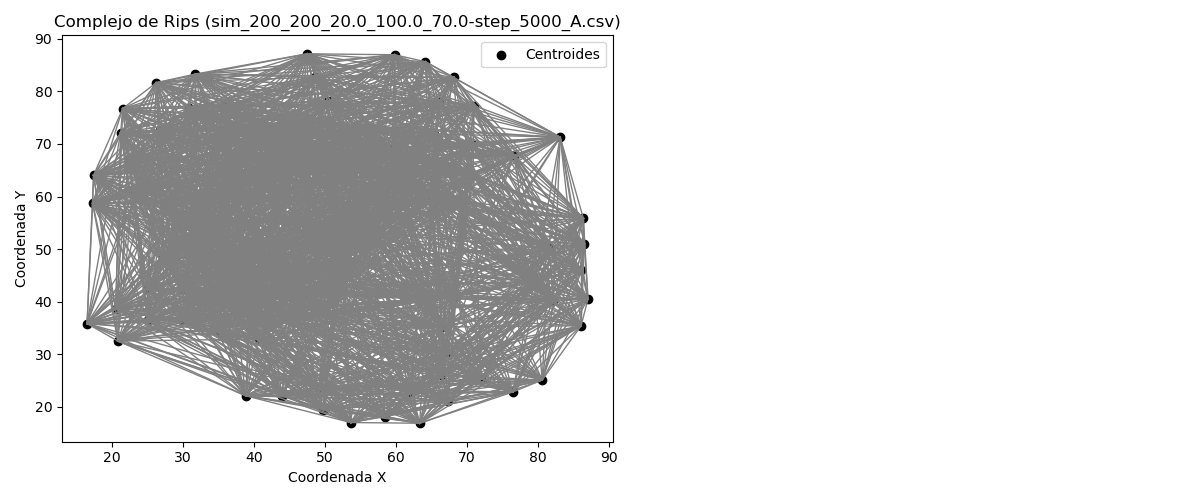 Complejo de Rips (sim_200_200_20.0_100.0_70.0-step_5000_A.csv)
Centroides
90
80
70
60
50
40
30
20
Coordenada Y
20 30 40 50 60 70 80 90
Coordenada X